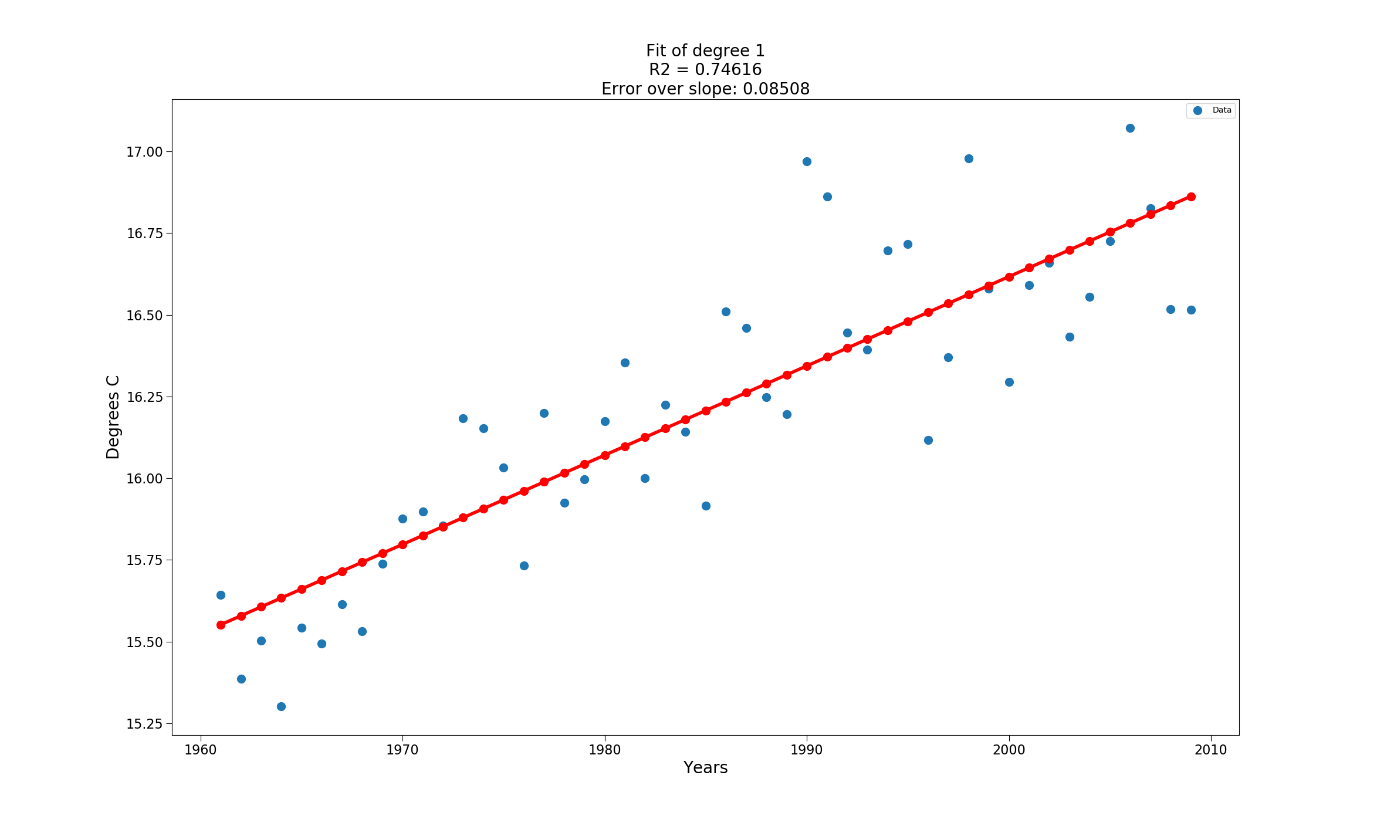 Fit of degree 1
R2 = 0.74616
Error over slope: 0.08508
Data
17.00
16.75
16.50
16.25
16.00
15.75
15.50
15.25
Degrees C
1960 1970 1980 1990 2000 2010
Years